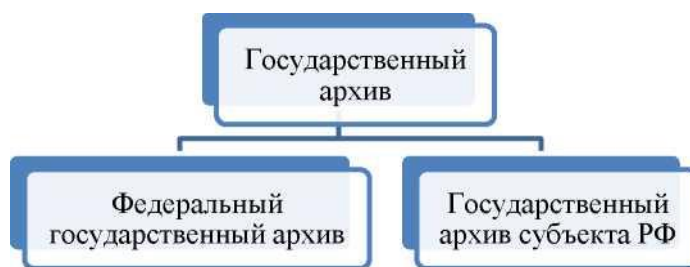 Государственный
архив
Федеральный
государственный архив
Государственный
архив субъекта РФ